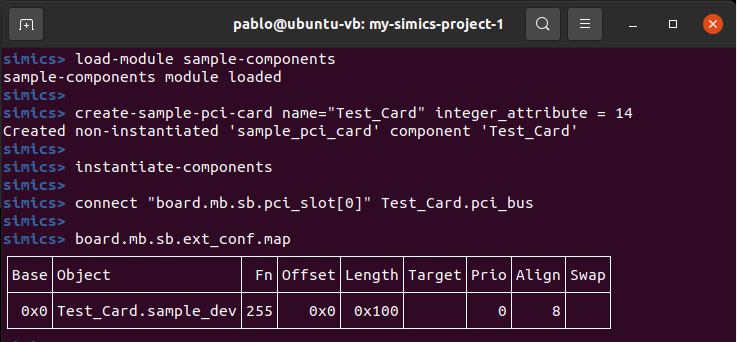 pablo@ubuntu-vb: my-simics-project-1
simics> load-module sample-components
sample-components module loaded
simics>
simics> create-sample-pci-card name="Test_Card" integer_attribute = 14
Created non-instantiated 'sample_pci_card' component 'Test_Card'
simics>
simics> instantiate-components
simics>
simics> connect "board.mb.sb.pci_slot[0]" Test_Card.pci_bus
simics>
simics> board.mb.sb.ext_conf.map
Base Object Fn Offset Length Target Prio Align Swap
0x0 Test_Card.sample_dev 255 0x0 0x100 0 8